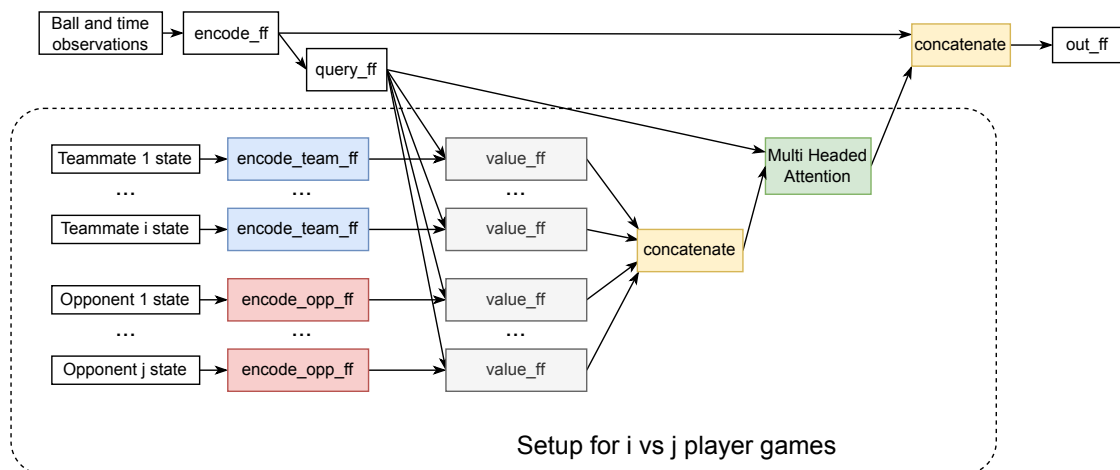 Ball and time
observations
encode_ff
query_ff
concatenate
out_ff
Teammate 1 state
encode_team_ff
value_ff
Multi Headed
Attention
...
...
...
Teammate i state
encode_team_ff
value_ff
concatenate
Opponent 1 state
encode_opp_ff
value_ff
...
...
...
Opponent j state
encode_opp_ff
value_ff
Setup for i vs j player games